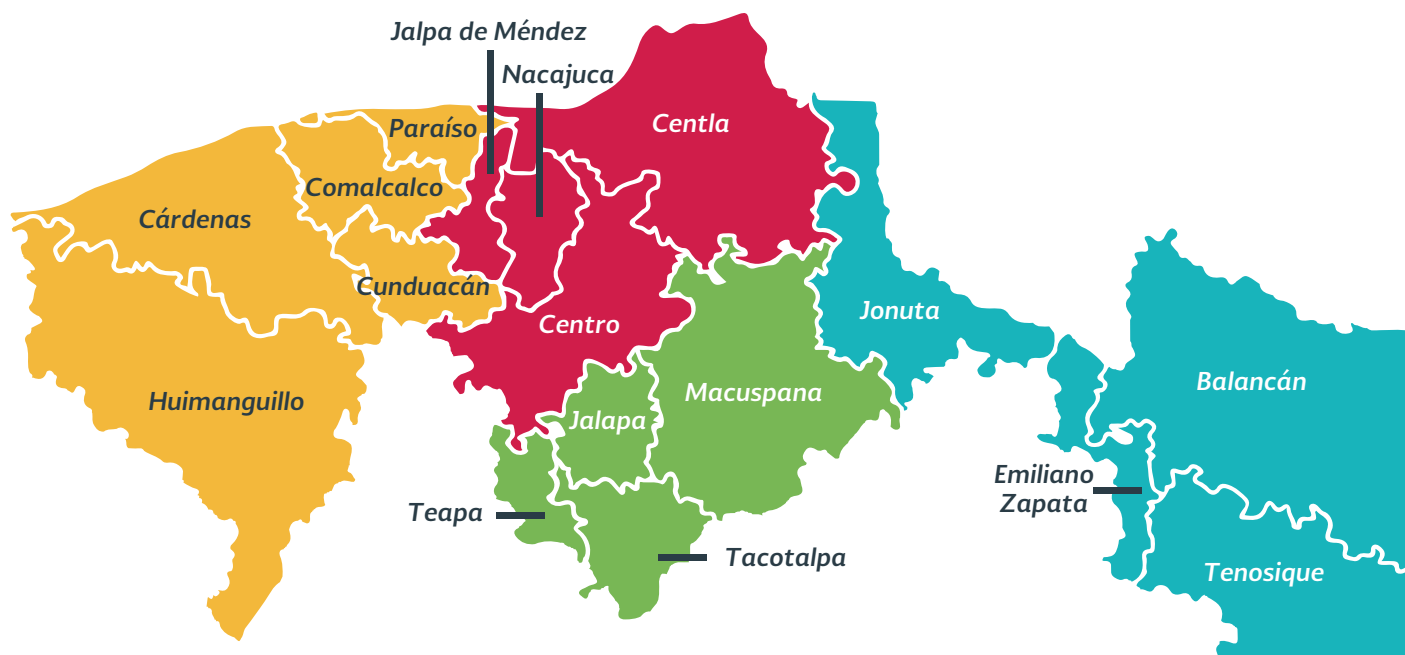 Jalpa de Méndez
Nacajuca
Centla
Paraíso
Comalcalco
Cárdenas
Cunduacán
Jonuta
Centro
Balancán
Macuspana
Huimanguillo
Jalapa
Emiliano
Zapata
Teapa
Tacotalpa
Tenosique